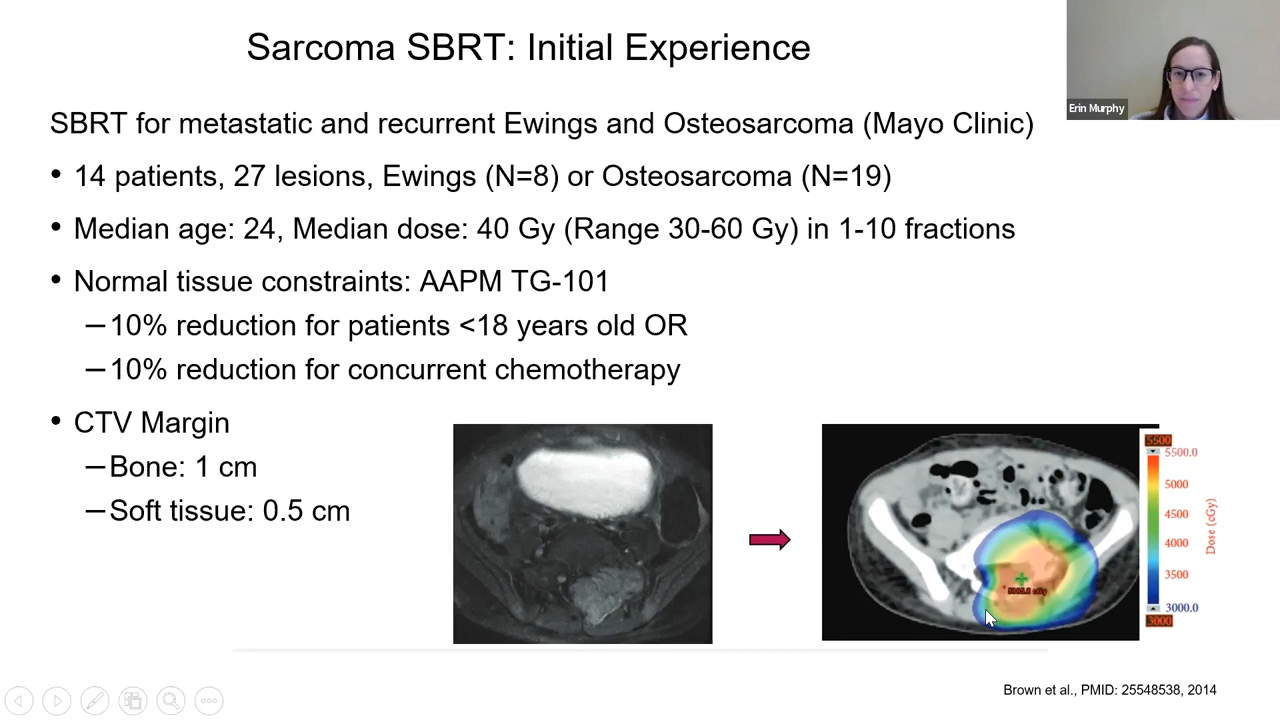 Sarcoma SBRT: Initial Experience
Erin Murphy
SBRT for metastatic and recurrent Ewings and Osteosarcoma (Mayo Clinic)
• 14 patients, 27 lesions, Ewings (N=8) or Osteosarcoma (N=19)
• Median age: 24, Median dose: 40 Gy (Range 30-60 Gy) in 1-10 fractions
• Normal tissue constraints: AAPM TG-101
–10% reduction for patients <18 years old OR
–10% reduction for concurrent chemotherapy
• CTV Margin
–Bone: 1 cm
–Soft tissue: 0.5 cm
5500
5500.0
5000
4500
4000
3500
3000.0
3000
Dose (cGy)
Brown et al., PMID: 25548538, 2014